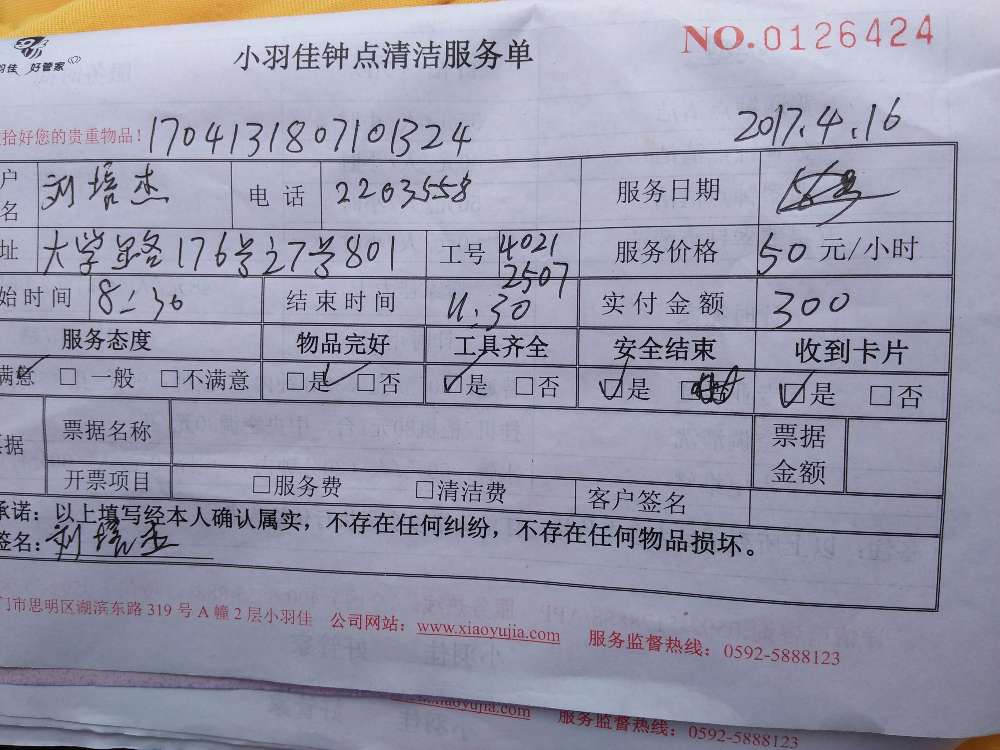 小羽佳钟点清洁服务单 NO.0126424
羽佳 好管家
拾好您的贵重物品! 1704131807101324 2017.4.16
户名 刘培杰 电话 2203558 服务日期
址 大学路176号之7号801 工号 4021 2507 服务价格 50元/小时
始时间 8:30 结束时间 11:30 实付金额 300
服务态度 物品完好 工具齐全 安全结束 收到卡片
满意 □一般 □不满意 □是 □否 □是 □否 □是 □是 □否
票据 票据名称 票据金额
开票项目 □服务费 □清洁费 客户签名
承诺:以上填写经本人确认属实,不存在任何纠纷,不存在任何物品损坏。
签名:刘培杰
门市思明区湖滨东路319号A幢2层小羽佳 公司网站:www.xiaoyujia.com 服务监督热线:0592-5888123
www.xiaoyujia.com 服务监督热线:0592-5888123